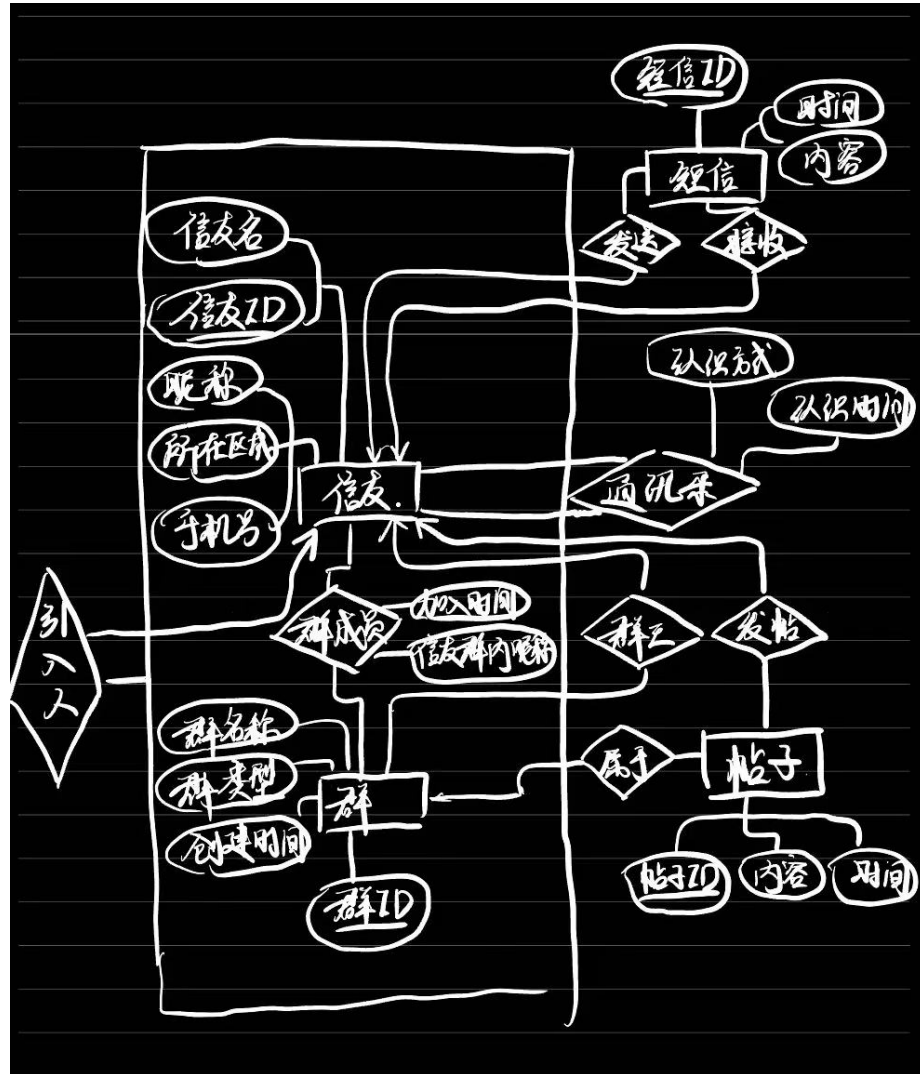 短信ID
时间
内容
短信
发送
接收
信友名
信友ID
昵称
所在区域
手机号
认识方式
认识时间
通讯录
信友.
引入人
群成员
加入时间
信友群内昵称
群主
发帖
群名称
群类型
创建时间
群
群ID
属于
帖子
帖子ID
内容
时间